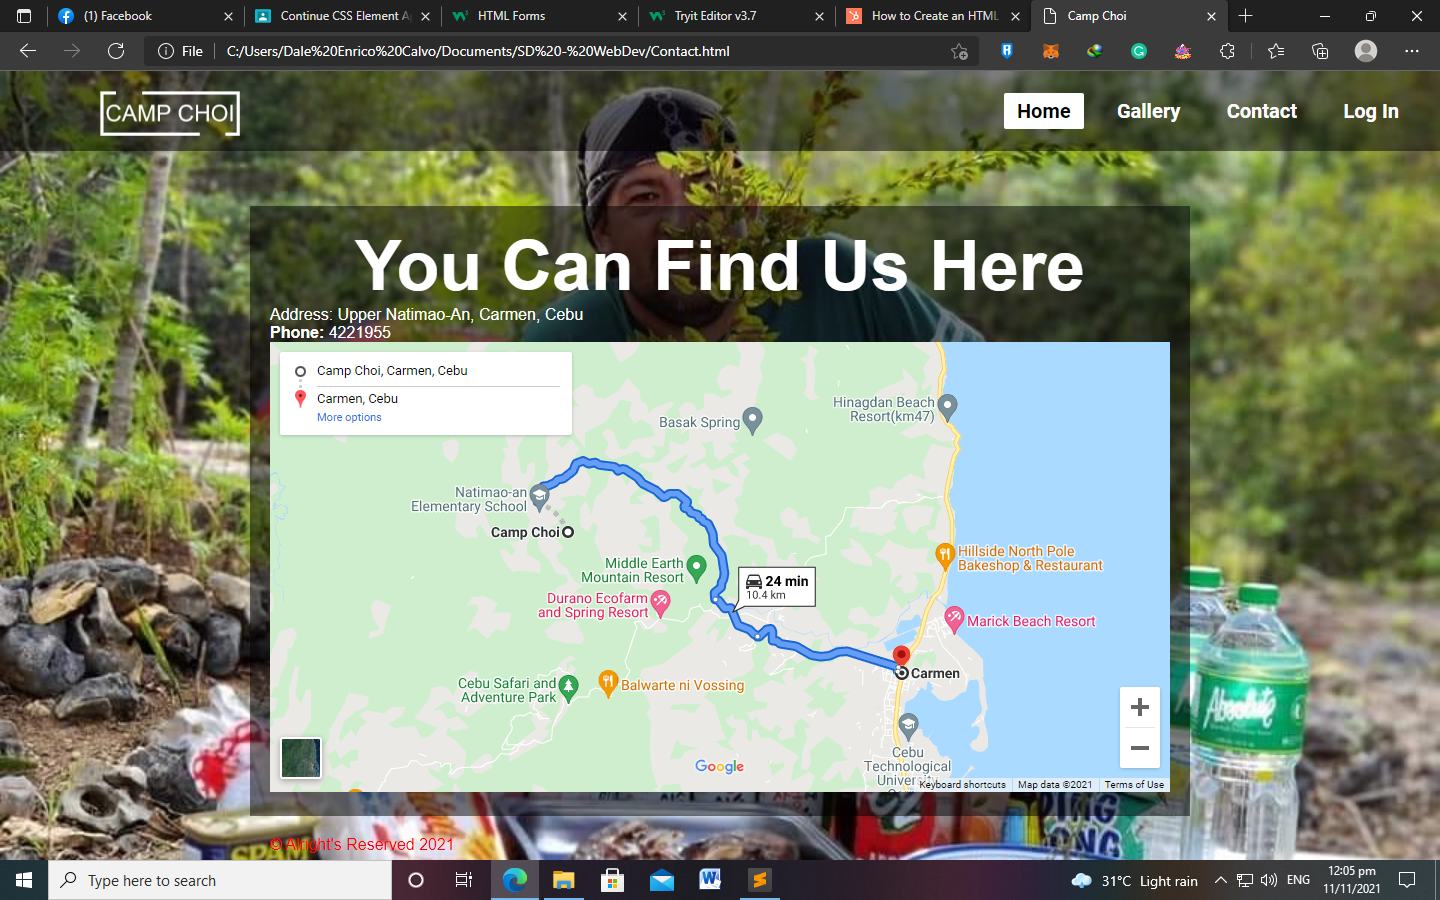 (1) Facebook
Continue CSS Element A
HTML Forms
Tryit Editor v3.7
How to Create an HTML
Camp Choi
File
C:/Users/Dale%20Enrico%20Calvo/Documents/SD%20-%20WebDev/Contact.html
CAMP CHOI
Home
Gallery
Contact
Log In
You Can Find Us Here
Address: Upper Natimao-An, Carmen, Cebu
Phone: 4221955
Camp Choi, Carmen, Cebu
Carmen, Cebu
More options
Basak Spring
Hinagdan Beach
Resort(km47)
Natimao-an
Elementary School
Camp Choi
Middle Earth
Mountain Resort
Durano Ecofarm
and Spring Resort
24 min
10.4 km
Hillside North Pole
Bakeshop & Restaurant
Marick Beach Resort
Carmen
Cebu Safari and
Adventure Park
Balwarte ni Vossing
Cebu
Technological
University
Google
Keyboard shortcuts
Map data ©2021
Terms of Use
Absolute
© Alright's Reserved 2021
Type here to search
31°C Light rain
ENG
12:05 pm
11/11/2021